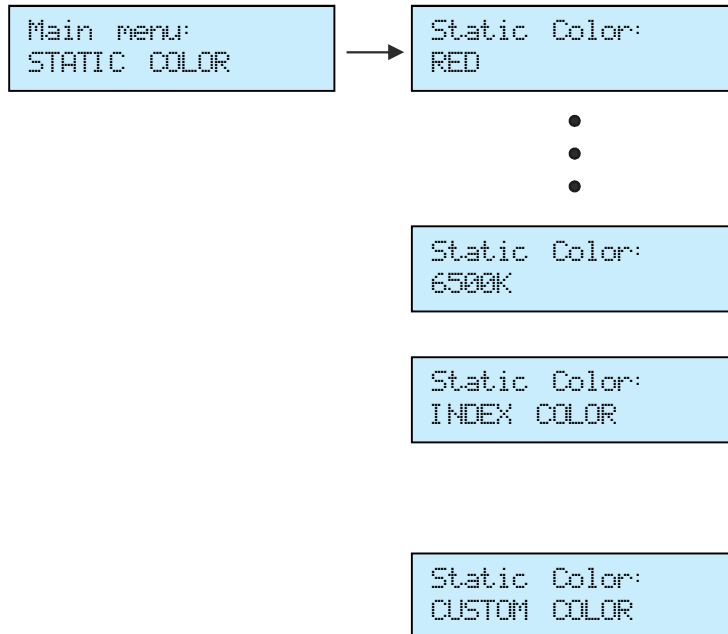 Main menu:
STATIC COLOR
Static Color:
RED
Static Color:
6500K
Static Color:
INDEX COLOR
Static Color:
CUSTOM COLOR